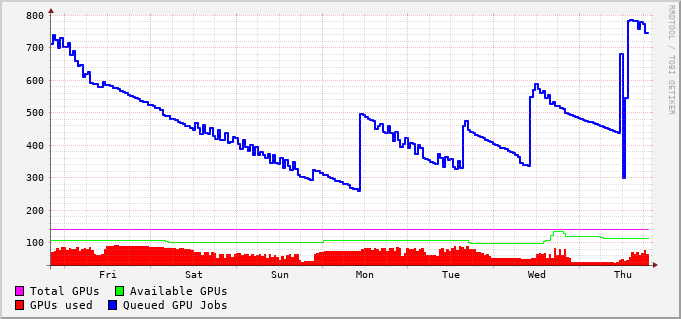 800
700
600
500
400
300
200
100
Fri Sat Sun Mon Tue Wed Thu
Total GPUs Available GPUs
GPUs used Queued GPU Jobs
RRDTOOL / TOBI OETIKER